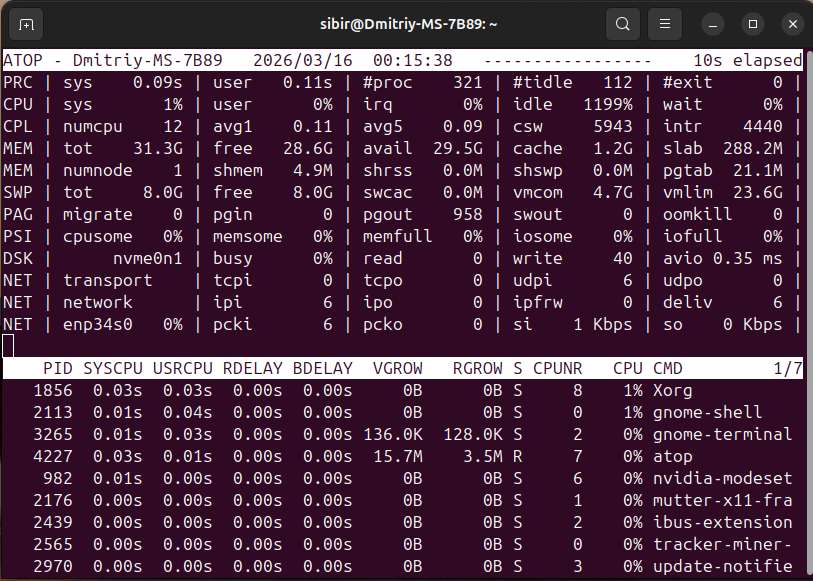 sibir@Dmitriy-MS-7B89: ~
ATOP - Dmitriy-MS-7B89   2026/03/16  00:15:38   -----------------    10s elapsed
PRC | sys    0.09s | user   0.11s | #proc    321 | #tidle   112 | #exit      0 |
CPU | sys       1% | user      0% | irq       0% | idle   1199% | wait      0% |
CPL | numcpu    12 | avg1    0.11 | avg5    0.09 | csw     5943 | intr    4440 |
MEM | tot    31.3G | free   28.6G | avail  29.5G | cache   1.2G | slab  288.2M |
MEM | numnode    1 | shmem   4.9M | shrss   0.0M | shswp   0.0M | pgtab  21.1M |
SWP | tot     8.0G | free    8.0G | swcac   0.0M | vmcom   4.7G | vmlim  23.6G |
PAG | migrate    0 | pgin       0 | pgout    958 | swout      0 | oomkill    0 |
PSI | cpusome   0% | memsome   0% | memfull   0% | iosome    0% | iofull    0% |
DSK |      nvme0n1 | busy      0% | read       0 | write     40 | avio 0.35 ms |
NET | transport    | tcpi       0 | tcpo       0 | udpi       6 | udpo       0 |
NET | network      | ipi        6 | ipo        0 | ipfrw      0 | deliv      6 |
NET | enp34s0   0% | pcki       6 | pcko       0 | si    1 Kbps | so    0 Kbps |
PID SYSCPU USRCPU RDELAY BDELAY  VGROW   RGROW S CPUNR   CPU CMD         1/7
1856  0.03s  0.03s  0.00s  0.00s     0B      0B S     8    1% Xorg
2113  0.01s  0.04s  0.00s  0.00s     0B      0B S     0    1% gnome-shell
3265  0.01s  0.03s  0.00s  0.00s 136.0K  128.0K S     2    0% gnome-terminal
4227  0.03s  0.01s  0.00s  0.00s  15.7M    3.5M R     7    0% atop
982  0.01s  0.00s  0.00s  0.00s     0B      0B S     6    0% nvidia-modeset
2176  0.00s  0.00s  0.00s  0.00s     0B      0B S     1    0% mutter-x11-fra
2439  0.00s  0.00s  0.00s  0.00s     0B      0B S     2    0% ibus-extension
2565  0.00s  0.00s  0.00s  0.00s     0B      0B S     0    0% tracker-miner-
2970  0.00s  0.00s  0.00s  0.00s     0B      0B S     3    0% update-notifie